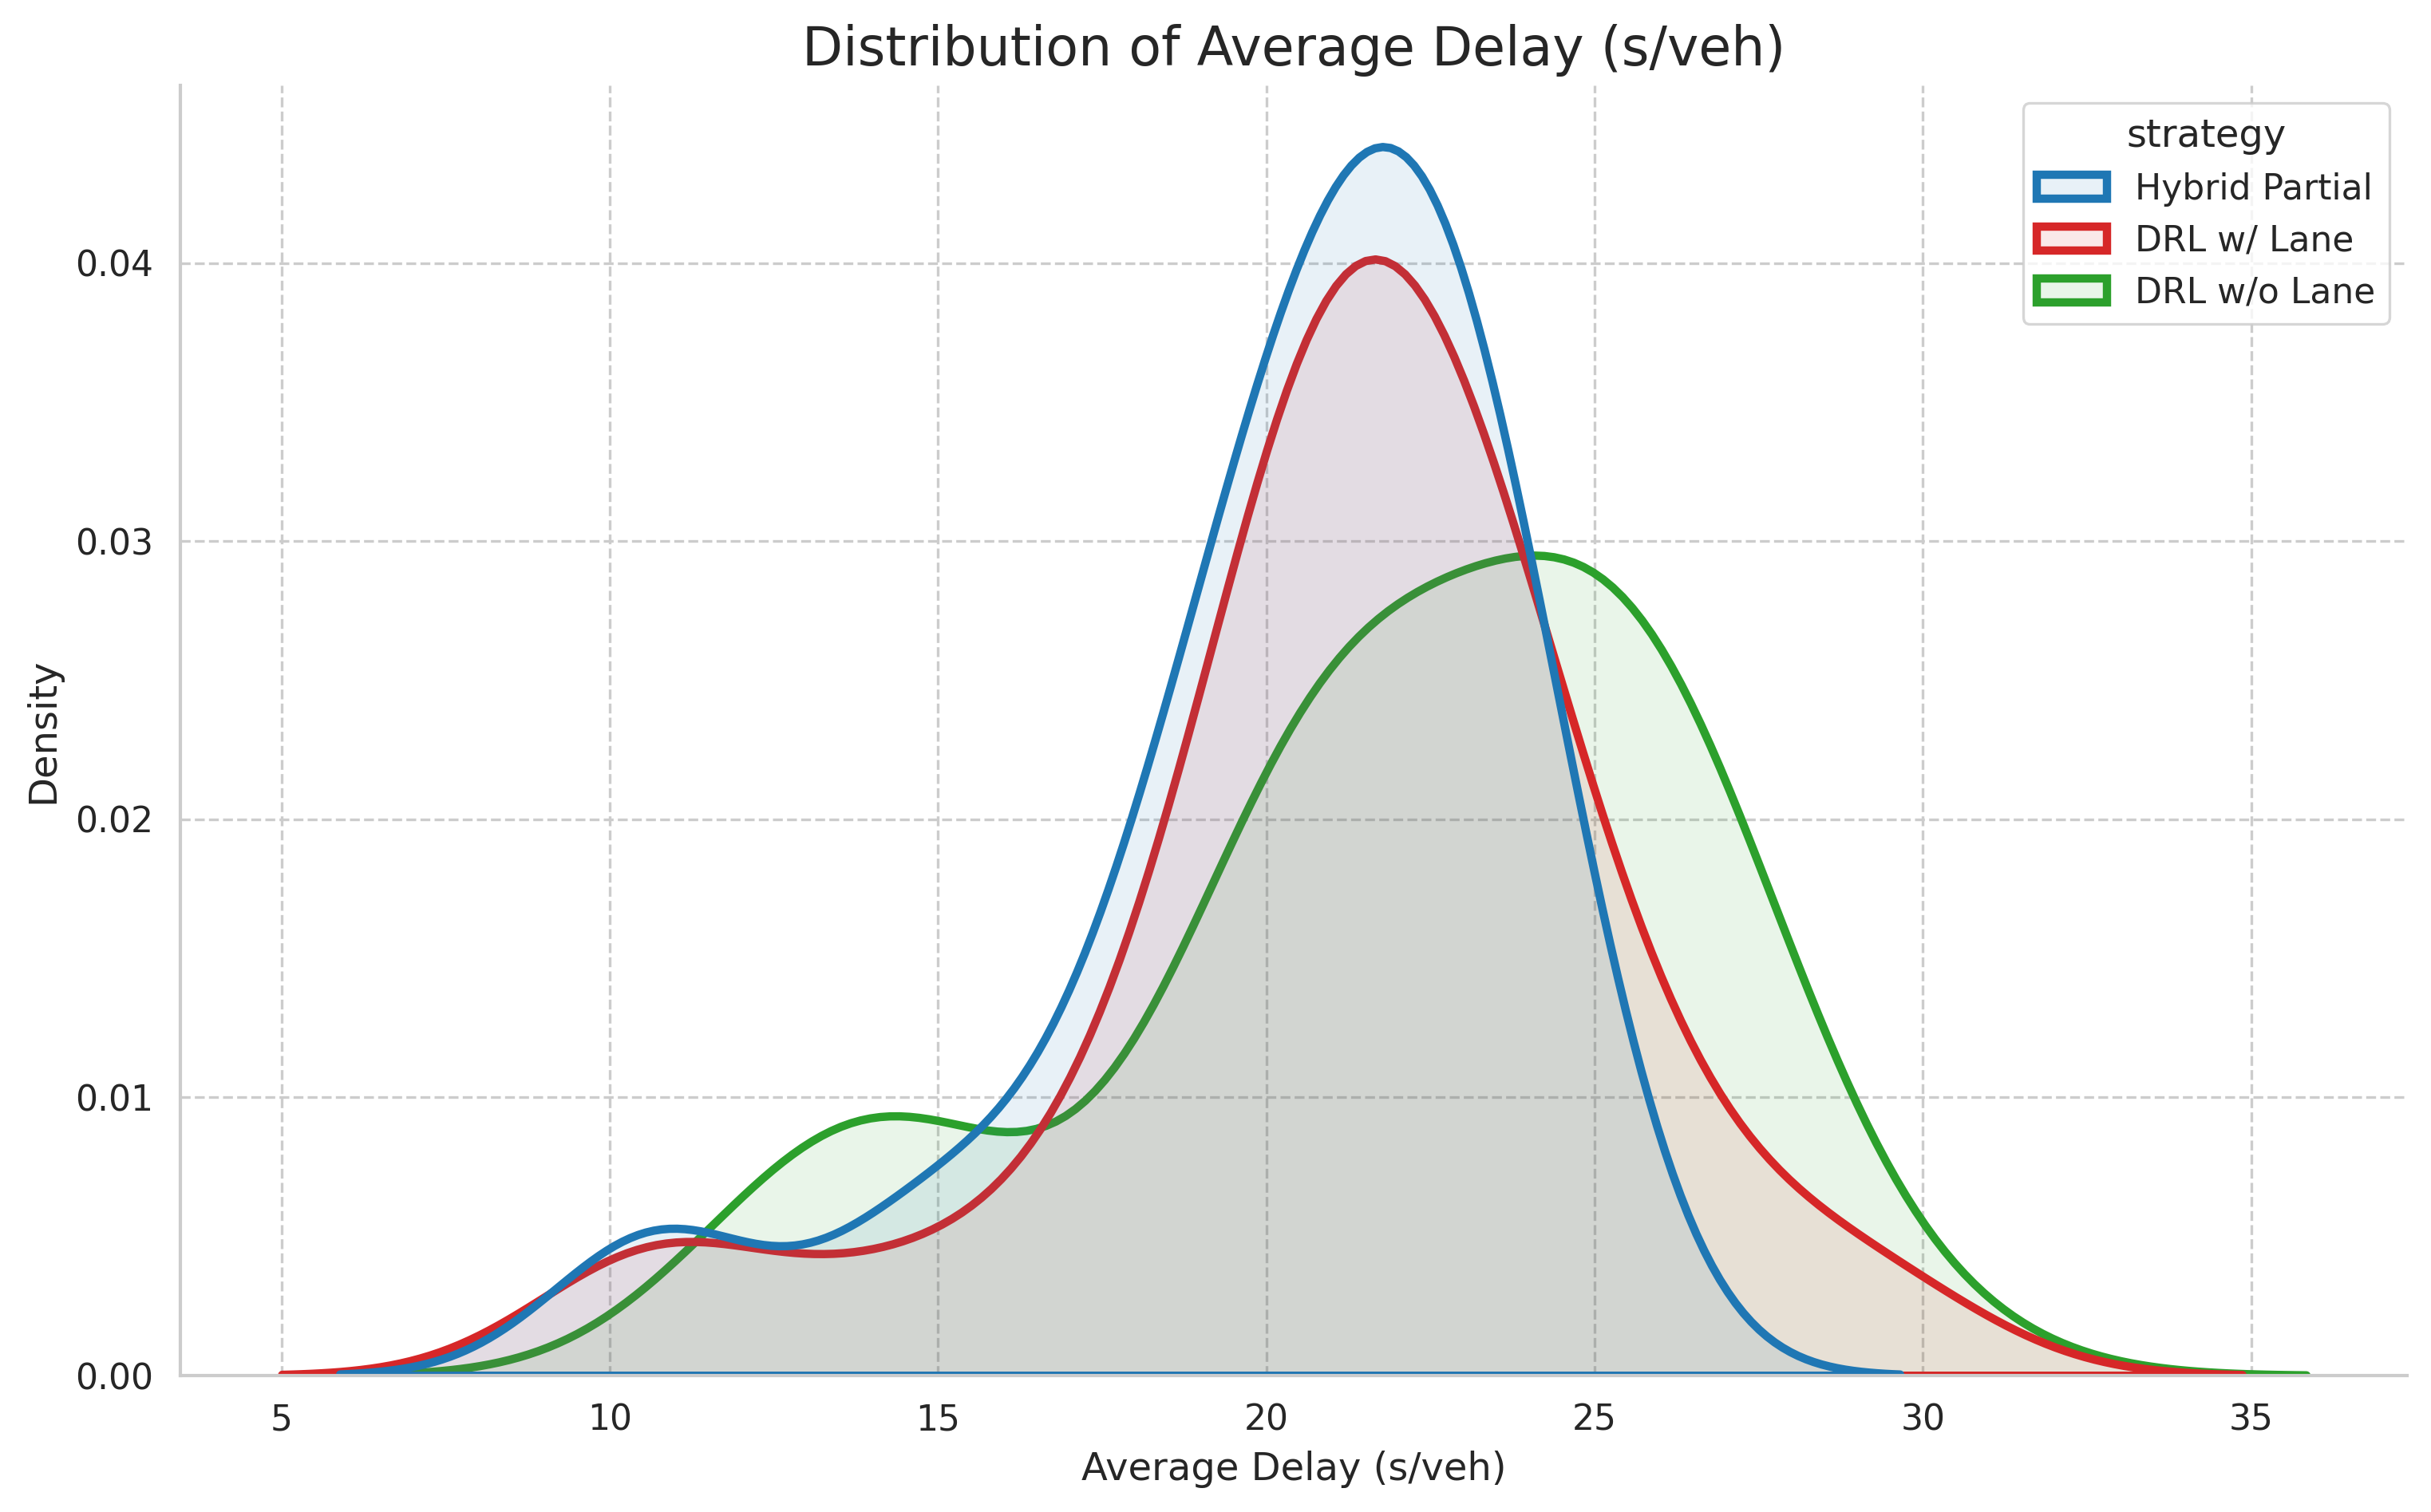 Distribution of Average Delay (s/veh)
strategy
Hybrid Partial
DRL w/ Lane
DRL w/o Lane
Density
0.04
0.03
0.02
0.01
0.00
5 10 15 20 25 30 35
Average Delay (s/veh)